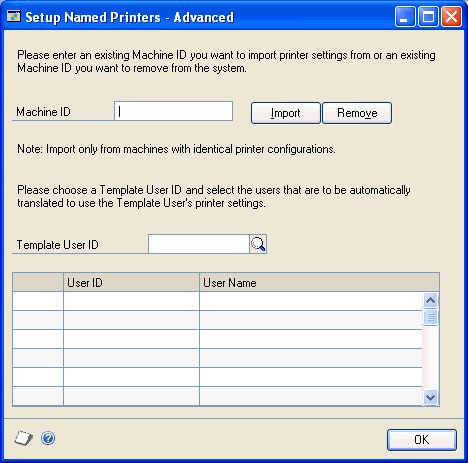 Setup Named Printers - Advanced
Please enter an existing Machine ID you want to import printer settings from or an existing
Machine ID you want to remove from the system.
Machine ID
Import
Remove
Note: Import only from machines with identical printer configurations.
Please choose a Template User ID and select the users that are to be automatically
translated to use the Template User's printer settings.
Template User ID
User ID
User Name
OK